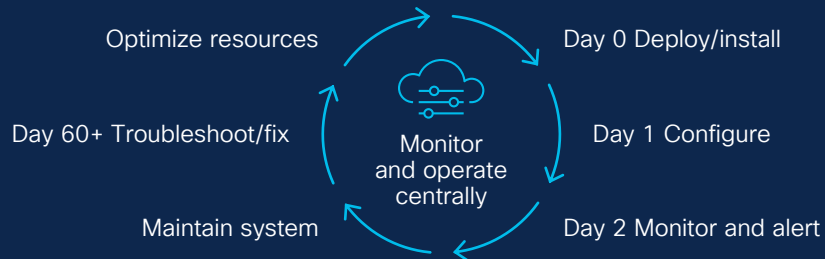 Optimize resources
Day 0 Deploy/install
Day 60+ Troubleshoot/fix
Monitor
and operate
centrally
Day 1 Configure
Maintain system
Day 2 Monitor and alert